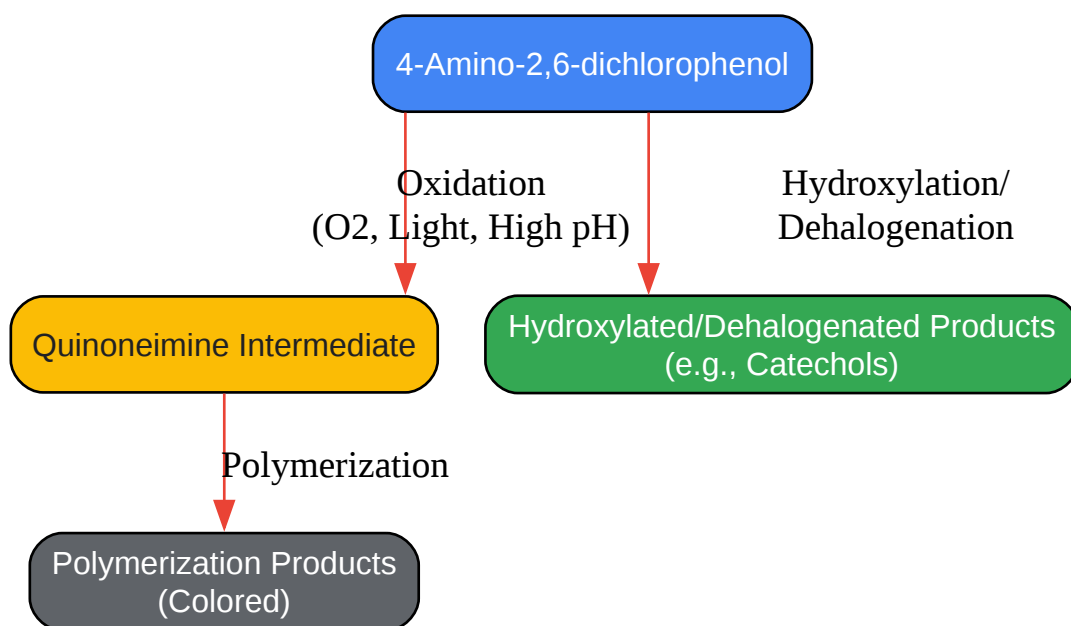 4-Amino-2,6-dichlorophenol
Oxidation
(O2, Light, High pH)
Hydroxylation/
Dehalogenation
Quinoneimine Intermediate
Hydroxylated/Dehalogenated Products
(e.g., Catechols)
Polymerization
Polymerization Products
(Colored)